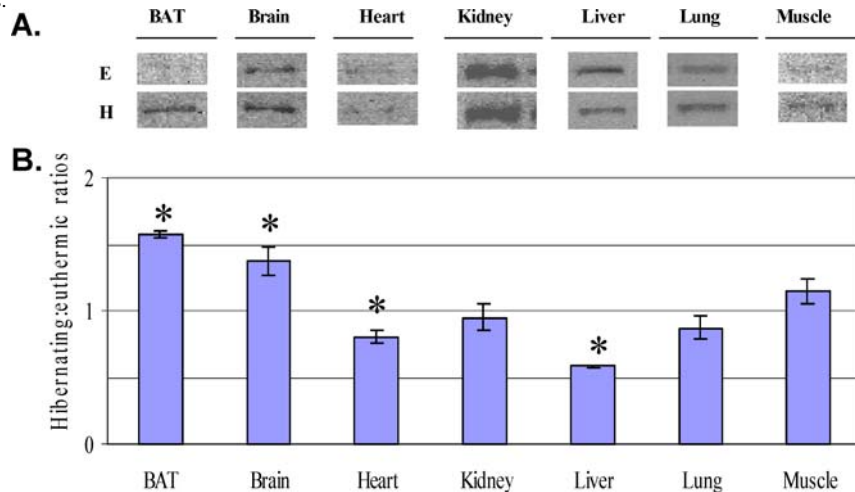 A.
BAT Brain Heart Kidney Liver Lung Muscle
E
H
B.
Hibernating:euthermic ratios
2
* * * *
1
0
BAT Brain Heart Kidney Liver Lung Muscle